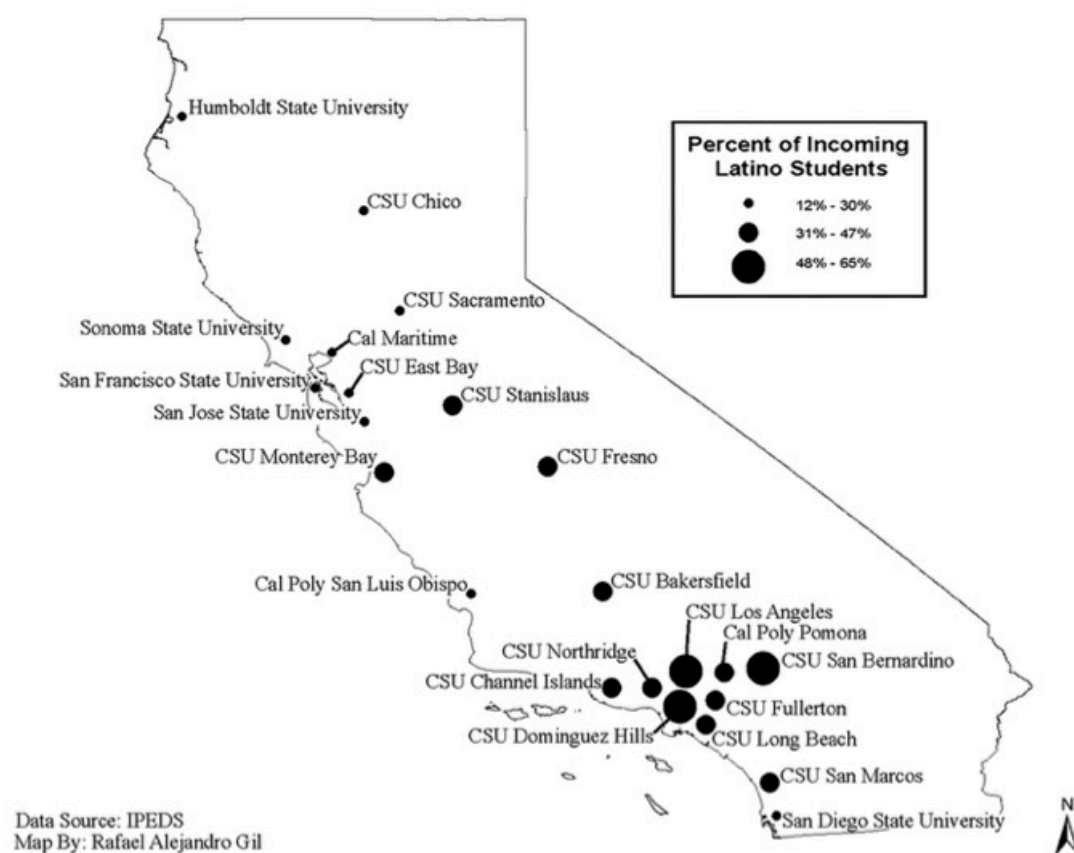 Humboldt State University
Percent of Incoming
Latino Students
12% - 30%
31% - 47%
48% - 65%
CSU Chico
CSU Sacramento
Sonoma State University
Cal Maritime
CSU East Bay
San Francisco State University
CSU Stanislaus
San Jose State University
CSU Monterey Bay
CSU Fresno
Cal Poly San Luis Obispo
CSU Bakersfield
CSU Los Angeles
Cal Poly Pomona
CSU Northridge
CSU San Bernardino
CSU Channel Islands
CSU Fullerton
CSU Dominguez Hills
CSU Long Beach
CSU San Marcos
San Diego State University
N
Data Source: IPEDS
Map By: Rafael Alejandro Gil